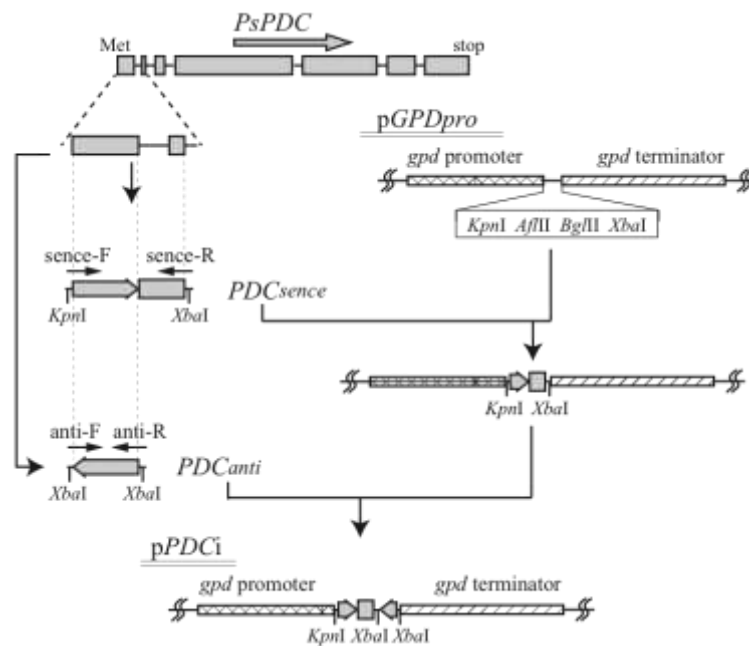 PsPDC
Met
stop
pGPDpro
gpd promoter
gpd terminator
KpnI AflII BglII XbaI
sence-F
sence-R
KpnI
XbaI
PDCsence
KpnI XbaI
anti-F anti-R
XbaI
XbaI
PDCanti
pPDCi
gpd promoter
gpd terminator
KpnI XbaI XbaI